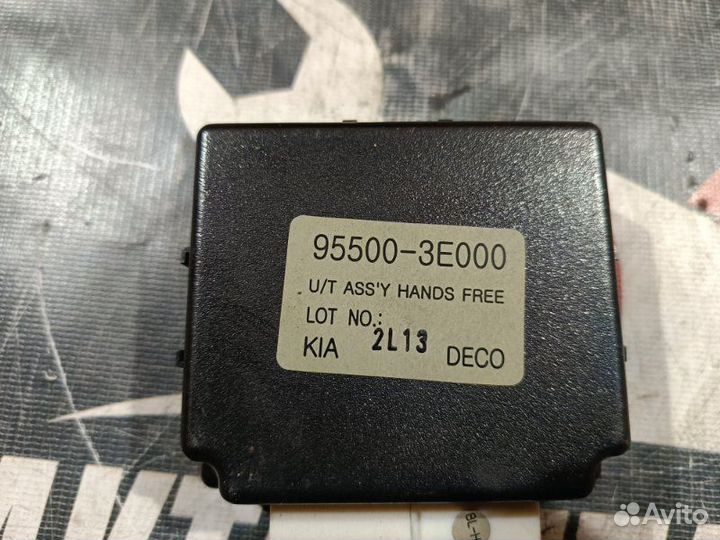 95500-3E000
U/T ASS'Y HANDS FREE
LOT NO.: 2L13
KIA DECO
Avito